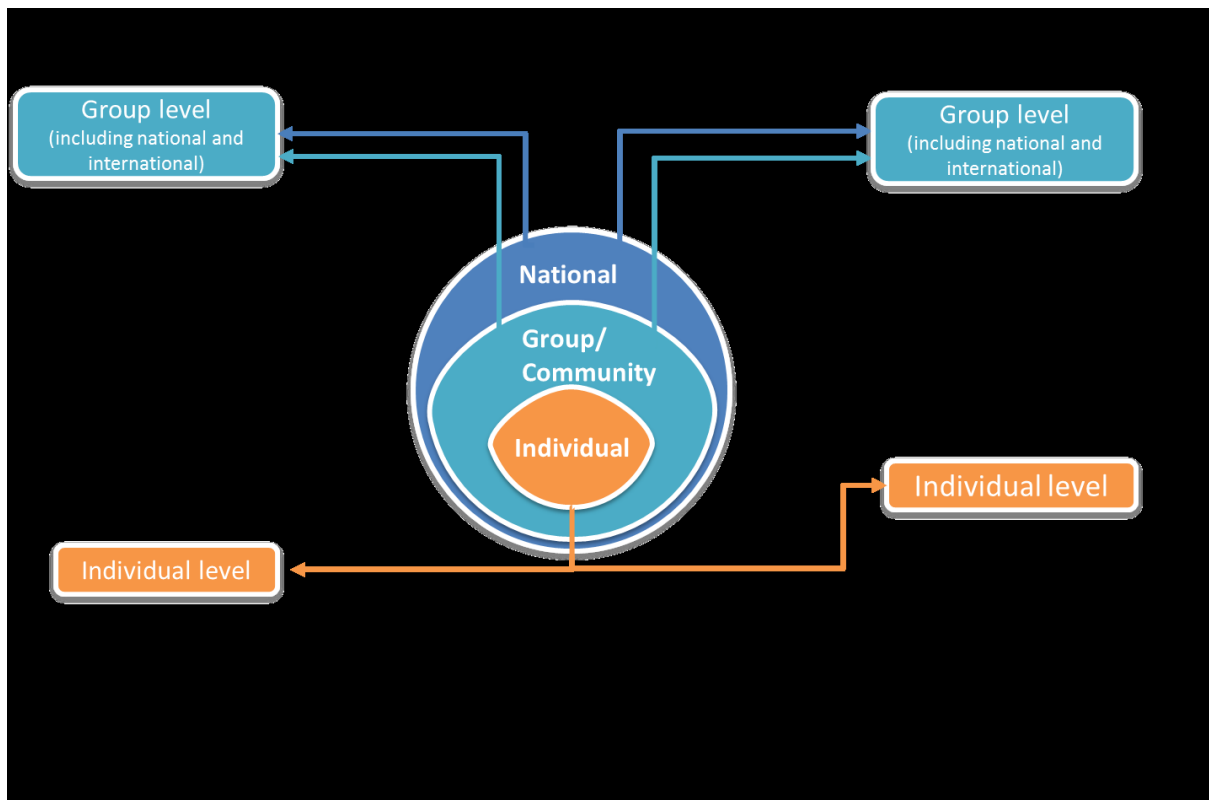 Group level
(including national and
international)
Group level
(including national and
international)
National
Group/
Community
Individual
Individual level
Individual level